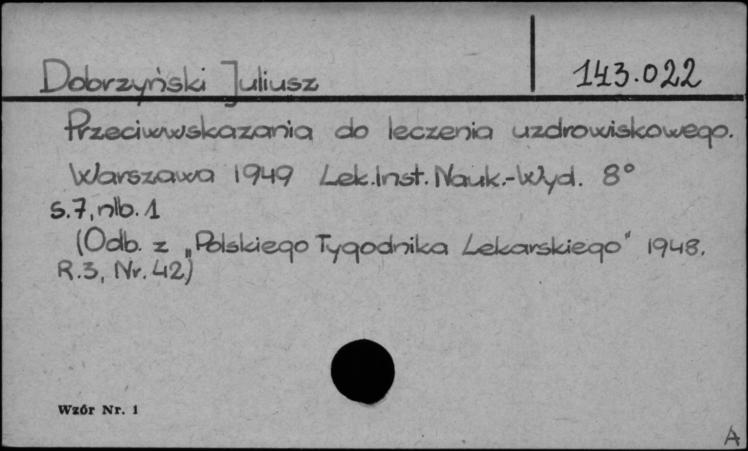 Dobrzyński Juliusz 143.022
Przeciwwskazania do leczenia uzdrowiskowego.
Warszawa 1949 Lek.Inst.Nauk.-Wyd. 8°
s.7, nlb. 1
(Odb. z „Polskiego Tygodnika Lekarskiego" 1948.
R.3, Nr. 42)
Wzór Nr. 1
A